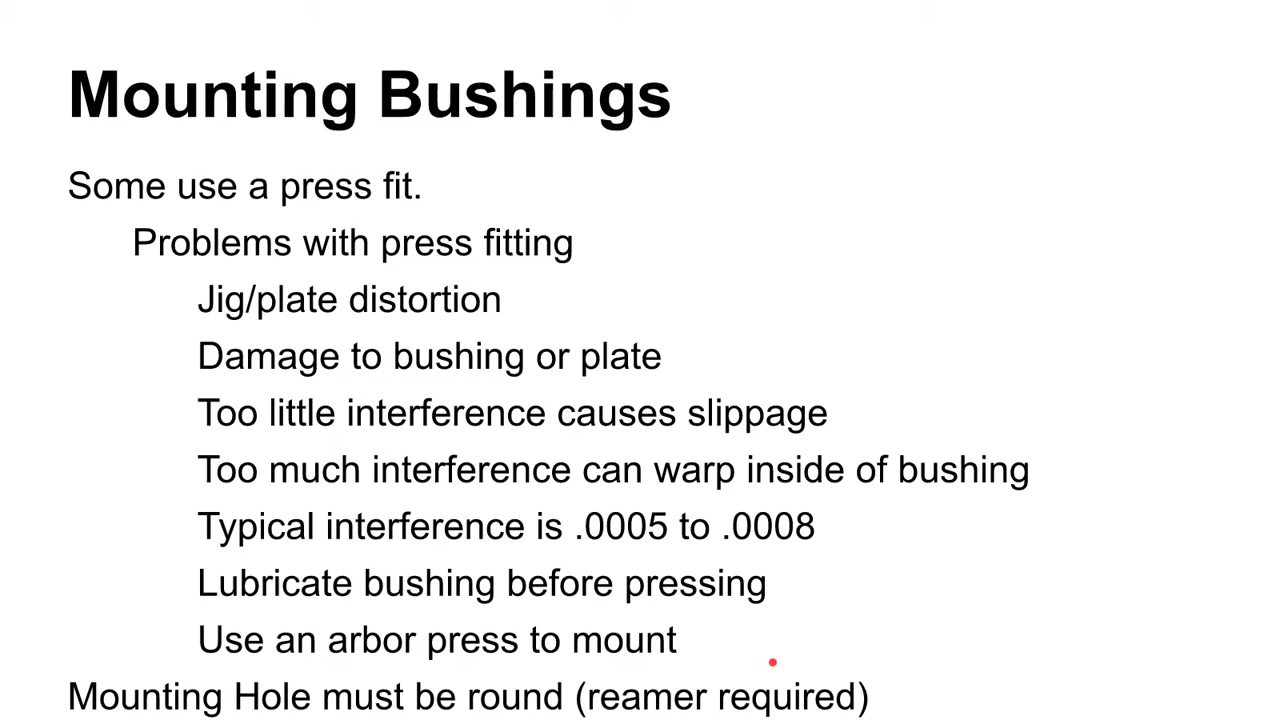 Mounting Bushings
Some use a press fit.
Problems with press fitting
Jig/plate distortion
Damage to bushing or plate
Too little interference causes slippage
Too much interference can warp inside of bushing
Typical interference is .0005 to .0008
Lubricate bushing before pressing
Use an arbor press to mount
Mounting Hole must be round (reamer required)